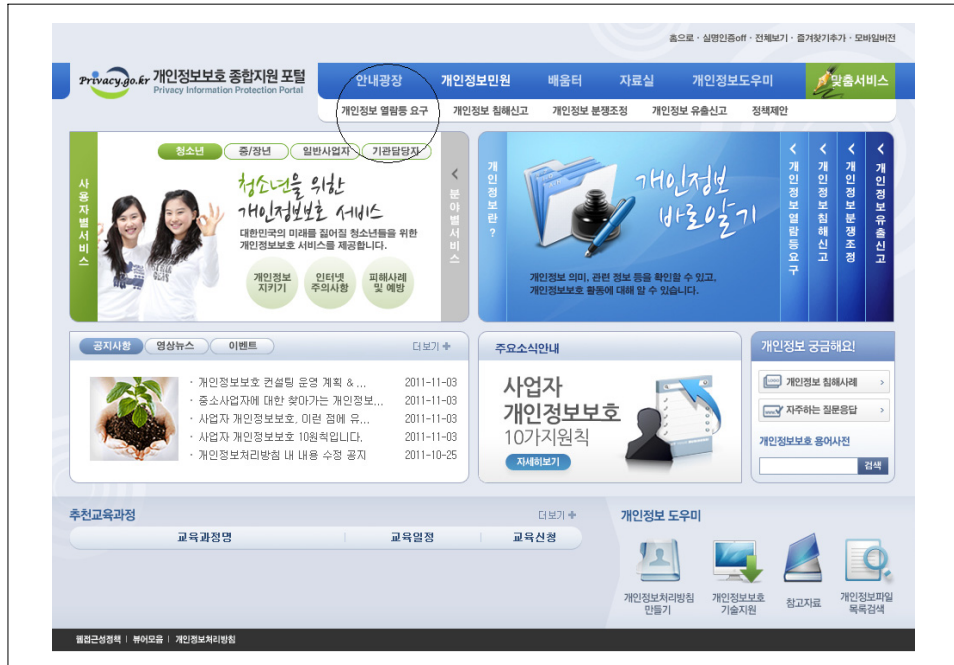 홈으로 · 실명인증off · 전체보기 · 즐겨찾기추가 · 모바일버전
Privacy.go.kr 개인정보보호 종합지원 포털
Privacy Information Protection Portal
안내광장 개인정보민원 배움터 자료실 개인정보도우미 맞춤서비스
개인정보 열람등 요구 개인정보 침해신고 개인정보 분쟁조정 개인정보 유출신고 정책제안
사용자별서비스
청소년 중/장년 일반사업자 기관담당자
청소년을 위한
개인정보보호 서비스
대한민국의 미래를 짊어질 청소년들을 위한
개인정보보호 서비스를 제공합니다.
개인정보
지키기
인터넷
주의사항
피해사례
및 예방
< 분야별서비스
개인정보란?
개인정보
바로알기
개인정보 의미, 관련 정보 등을 확인할 수 있고,
개인정보보호 활동에 대해 알 수 있습니다.
< 개인정보열람등요구
< 개인정보침해신고
< 개인정보분쟁조정
< 개인정보유출신고
공지사항 영상뉴스 이벤트 더보기 +
· 개인정보보호 컨설팅 운영 계획 & ... 2011-11-03
· 중소사업자에 대한 찾아가는 개인정보... 2011-11-03
· 사업자 개인정보보호, 이런 점에 유... 2011-11-03
· 사업자 개인정보보호 10원칙입니다. 2011-11-03
· 개인정보처리방침 내 내용 수정 공지 2011-10-25
주요소식안내
사업자
개인정보보호
10가지원칙
자세히보기
개인정보 궁금해요!
개인정보 침해사례 >
자주하는 질문응답 >
개인정보보호 용어사전
검색
추천교육과정 더보기 +
교육과정명 교육일정 교육신청
개인정보 도우미
개인정보처리방침
만들기
개인정보보호
기술지원
참고자료
개인정보파일
목록검색
웹접근성정책 | 뷰어모음 | 개인정보처리방침